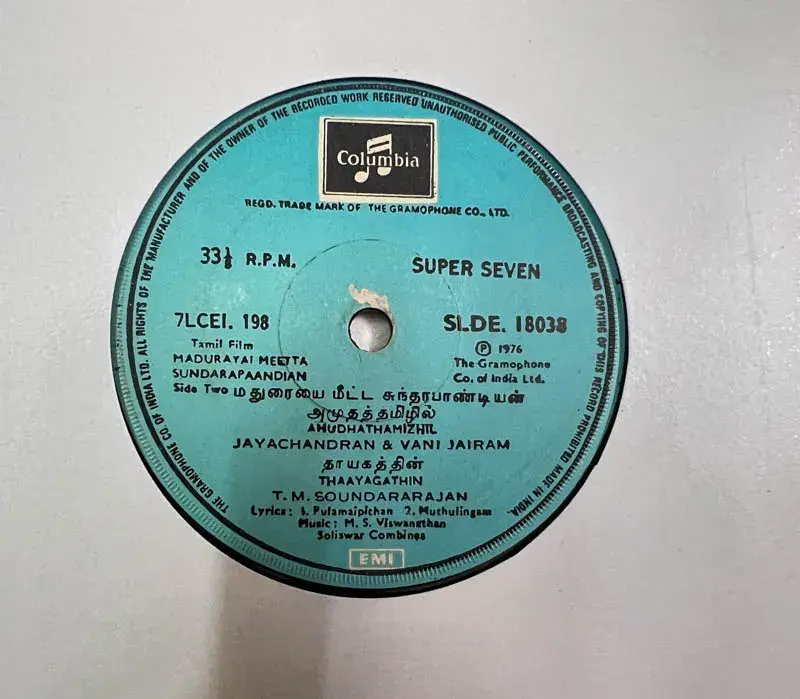 THE GRAMOPHONE CO. OF INDIA LTD. ALL RIGHTS OF THE MANUFACTURER AND OF THE OWNER OF THE RECORDED WORK RESERVED UNAUTHORISED PUBLIC PERFORMANCE BROADCASTING AND COPYING OF THIS RECORD PROHIBITED MADE IN INDIA.
Columbia
REGD. TRADE MARK OF THE GRAMOPHONE CO., LTD.
33⅓ R.P.M.
SUPER SEVEN
7LCEI. 198
SLDE. 18038
Tamil Film
MADURAYAI MEETTA
SUNDARAPAANDIAN
Ⓟ 1976
The Gramophone
Co. of India Ltd.
Side Two மதுரையை மீட்ட சுந்தரபாண்டியன்
அமுதத்தமிழில்
AMUDHATHAMIZHIL
JAYACHANDRAN & VANI JAIRAM
தாயகத்தின்
THAAYAGATHIN
T. M. SOUNDARARAJAN
Lyrics : 1. Pulamaipithan 2. Muthulingam
Music : M. S. Viswanathan
Soliswar Combines
EMI